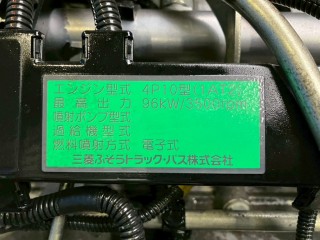 エンジン型式 4P10型
最高出力 96kW/
噴射ポンプ型式
過給機型式
燃料噴射方式 電子式
三菱ふそうトラック・バス株式会社